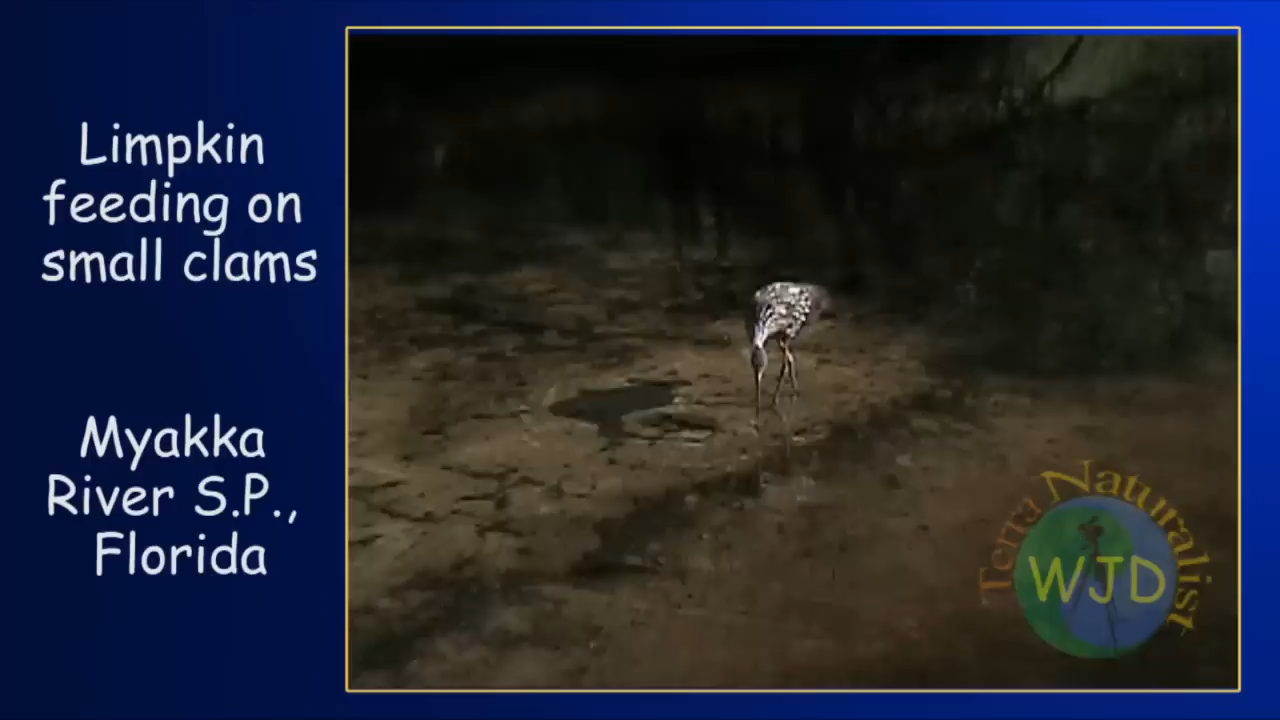 Limpkin
feeding on
small clams
Myakka
River S.P.,
Florida
Terra Naturalist
WJD